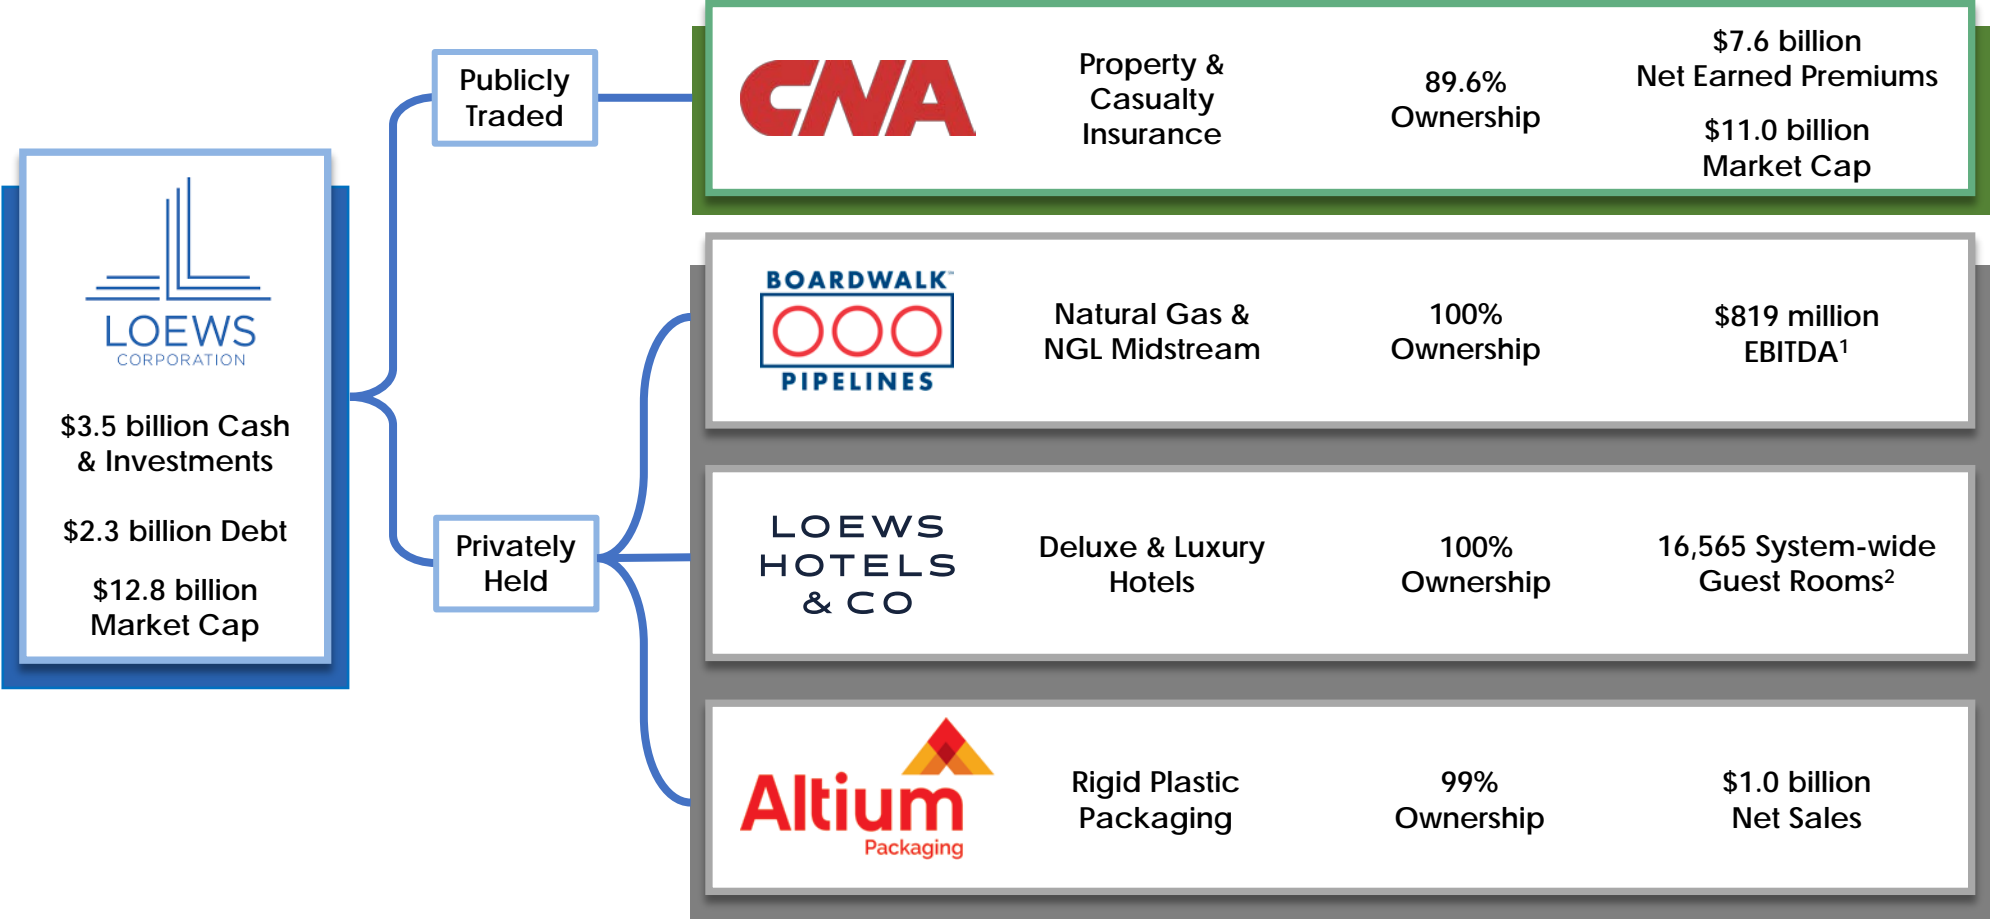 LOEWS
CORPORATION
$3.5 billion Cash
& Investments
$2.3 billion Debt
$12.8 billion
Market Cap
Publicly
Traded
Privately
Held
CNA
Property &
Casualty
Insurance
89.6%
Ownership
$7.6 billion
Net Earned Premiums
$11.0 billion
Market Cap
BOARDWALK™
PIPELINES
Natural Gas &
NGL Midstream
100%
Ownership
$819 million
EBITDA¹
LOEWS
HOTELS
& CO
Deluxe & Luxury
Hotels
100%
Ownership
16,565 System-wide
Guest Rooms²
Altium
Packaging
Rigid Plastic
Packaging
99%
Ownership
$1.0 billion
Net Sales